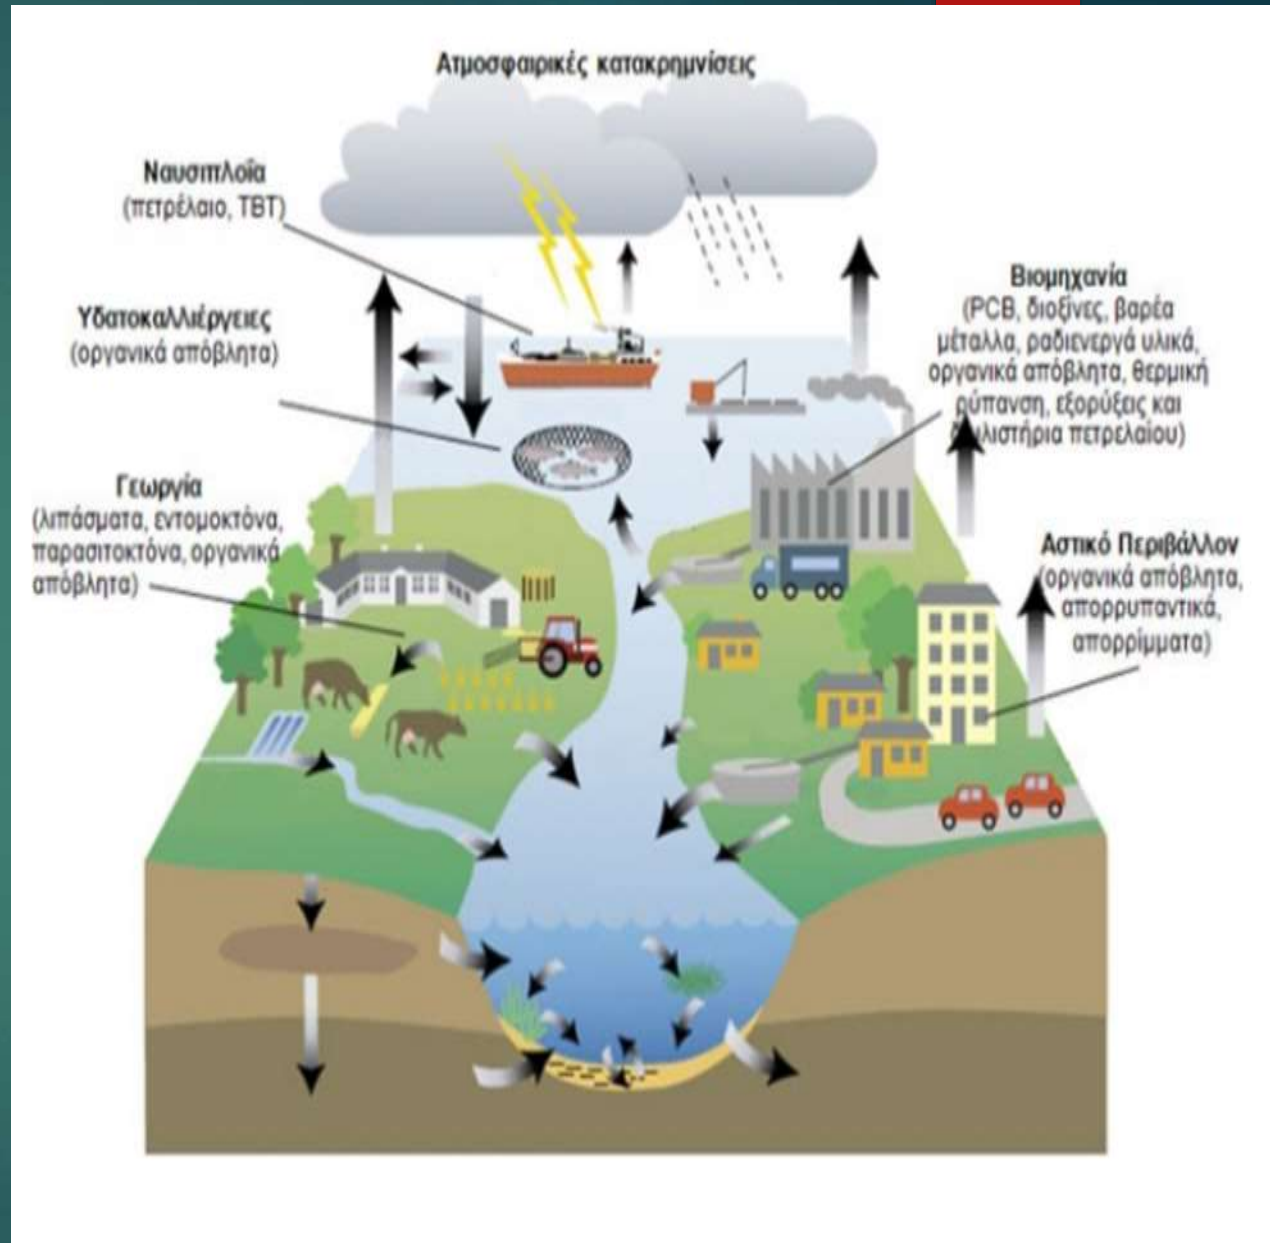 Ατμοσφαιρικές κατακρημνίσεις
Ναυσιπλοΐα
(πετρέλαιο, TBT)
Υδατοκαλλιέργειες
(οργανικά απόβλητα)
Γεωργία
(λιπάσματα, εντομοκτόνα,
παρασιτοκτόνα, οργανικά
απόβλητα)
Βιομηχανία
(PCB, διοξίνες, βαρέα
μέταλλα, ραδιενεργά υλικά,
οργανικά απόβλητα, θερμική
ρύπανση, εξορύξεις και
διυλιστήρια πετρελαίου)
Αστικό Περιβάλλον
(οργανικά απόβλητα,
απορρυπαντικά,
απορρίμματα)